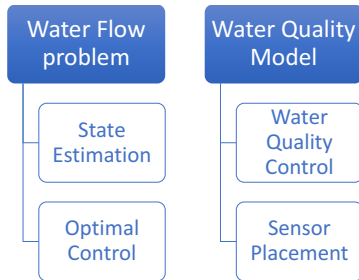 Water Flow
problem
State
Estimation
Optimal
Control
Water Quality
Model
Water
Quality
Control
Sensor
Placement